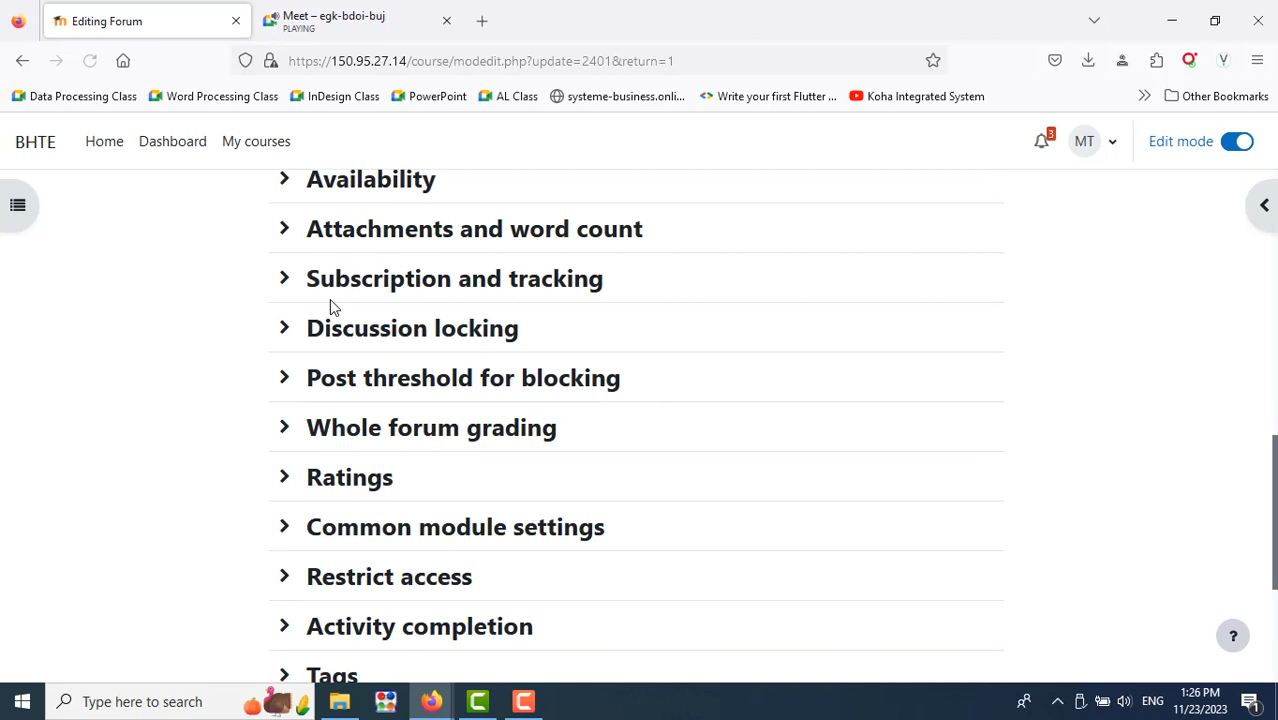 Editing Forum
Meet – egk-bdoi-buj
PLAYING
https://150.95.27.14/course/modedit.php?update=2401&return=1
Data Processing Class
Word Processing Class
InDesign Class
PowerPoint
AL Class
systeme-business.onli...
Write your first Flutter ...
Koha Integrated System
Other Bookmarks
BHTE
Home
Dashboard
My courses
3
MT
Edit mode
Availability
Attachments and word count
Subscription and tracking
Discussion locking
Post threshold for blocking
Whole forum grading
Ratings
Common module settings
Restrict access
Activity completion
Tags
?
Type here to search
ENG
1:26 PM
11/23/2023
1